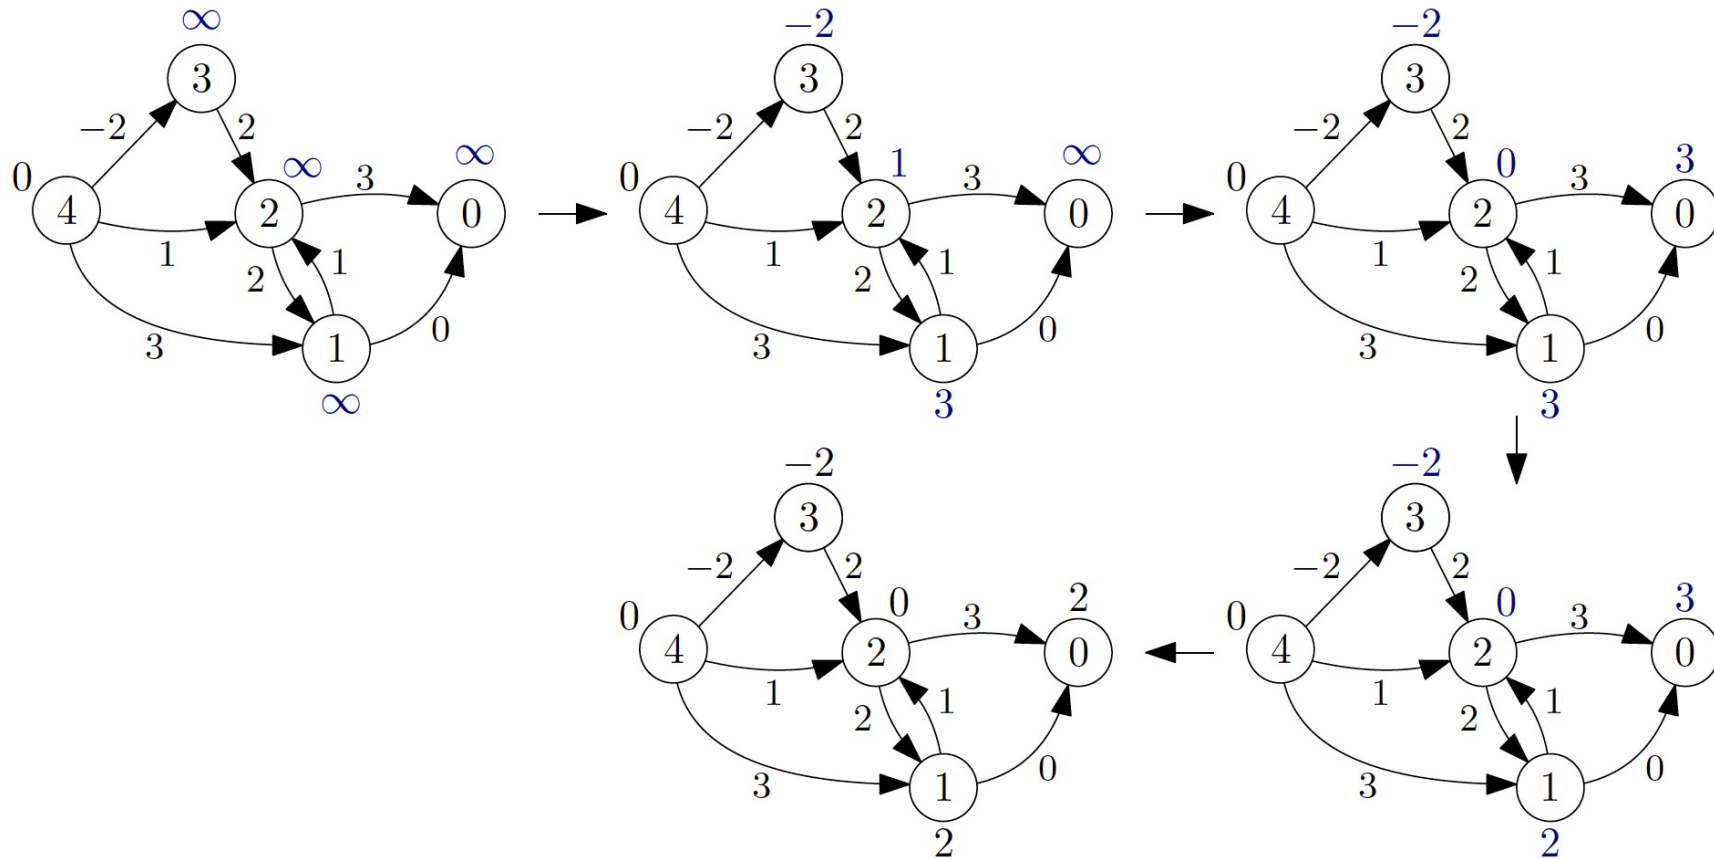 ∞ −2 −2
3 3 3
−2 2 −2 2 −2 2
0 ∞ ∞ 0 1 ∞ 0 0 3
3 3 3
4 2 0 4 2 0 4 2 0
1 2 1 1 2 1 1 2 1
3 1 0 3 1 0 3 1 0
∞ 3 3
−2 −2
3 3
−2 2 −2 2
0 0 2 0 0 3
3 3
4 2 0 4 2 0
1 2 1 1 2 1
3 1 0 3 1 0
2 2